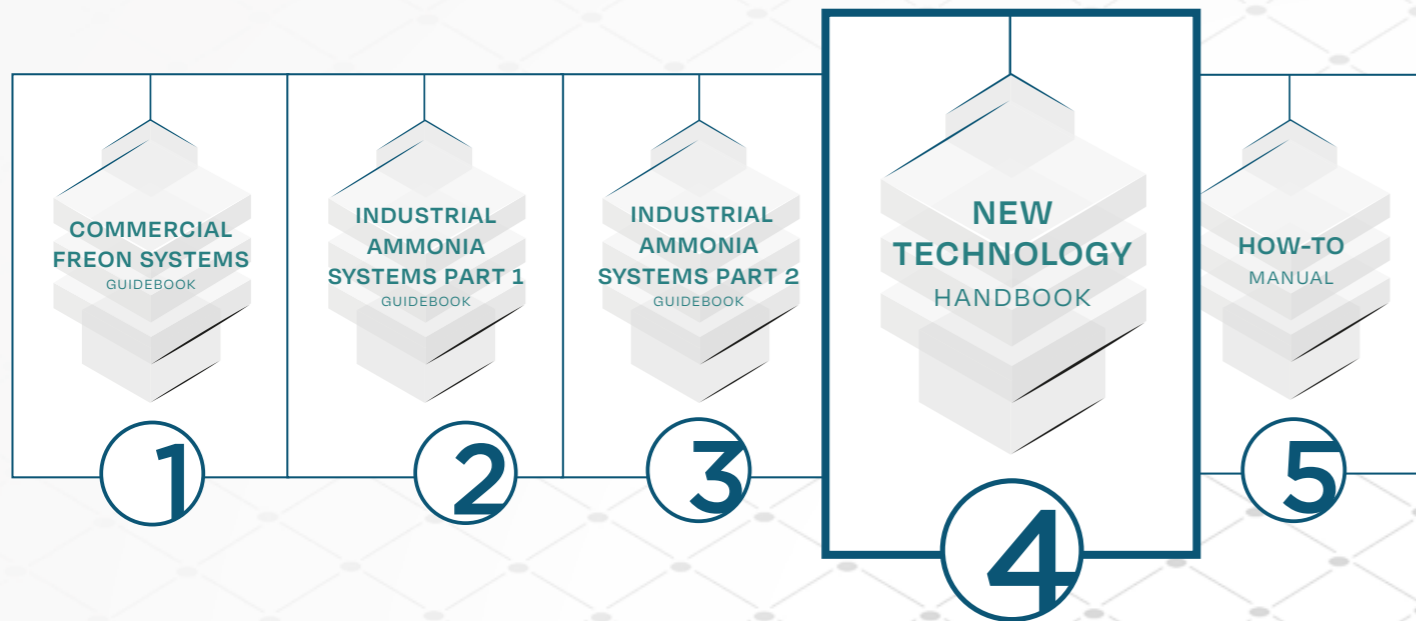 COMMERCIAL
FREON SYSTEMS
GUIDEBOOK
1
INDUSTRIAL
AMMONIA
SYSTEMS PART 1
GUIDEBOOK
2
INDUSTRIAL
AMMONIA
SYSTEMS PART 2
GUIDEBOOK
3
NEW
TECHNOLOGY
HANDBOOK
4
HOW-TO
MANUAL
5